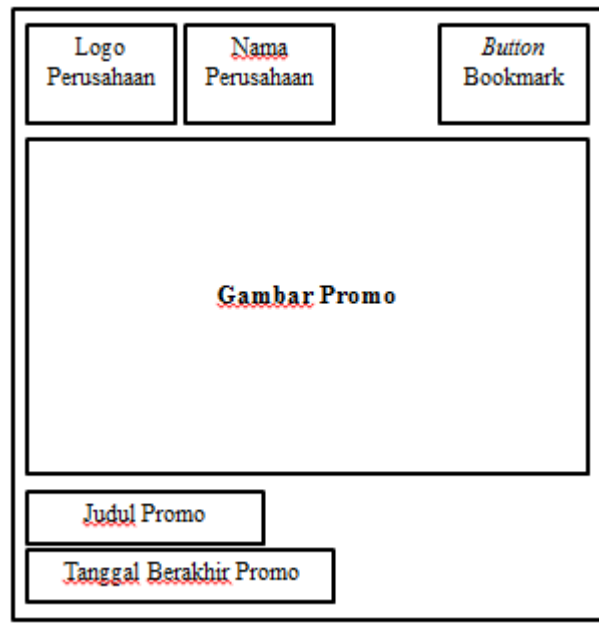 Logo
Perusahaan
Nama
Perusahaan
Button
Bookmark
Gambar Promo
Judul Promo
Tanggal Berakhir Promo